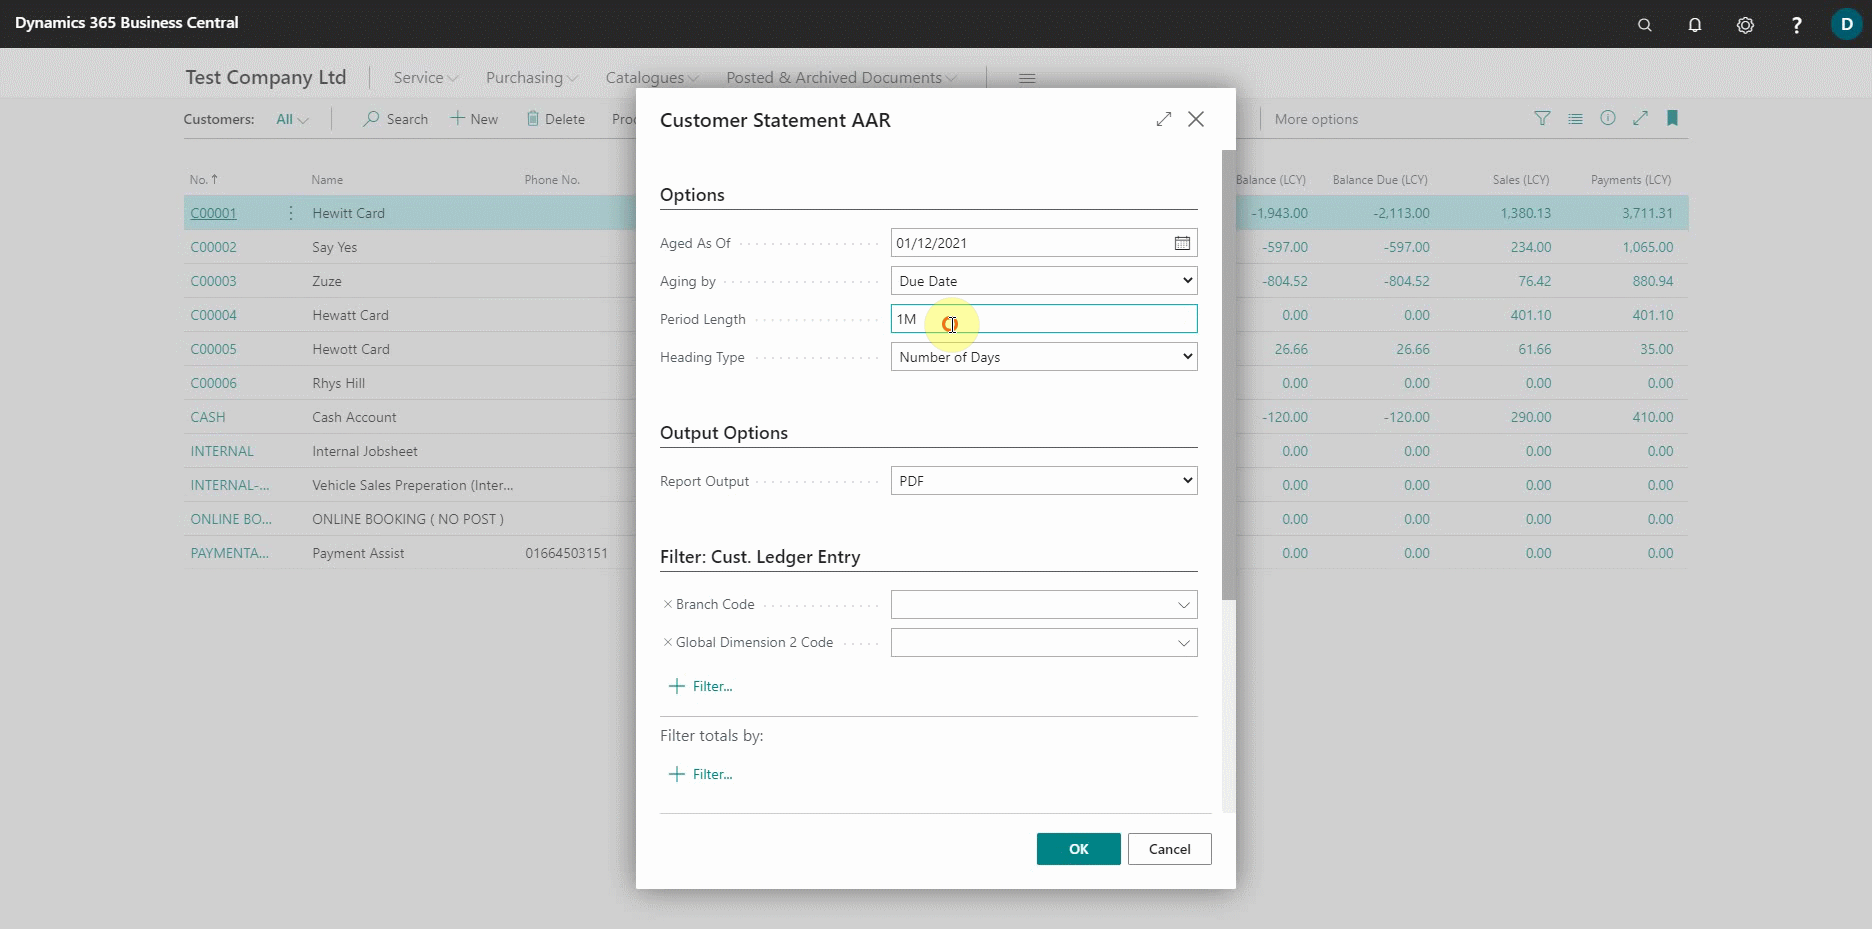 Dynamics 365 Business Central
?
D
Test Company Ltd Service Purchasing Catalogues Posted & Archived Documents
Customers: All Search New Delete More options
No. ↑ Name Phone No. Balance (LCY) Balance Due (LCY) Sales (LCY) Payments (LCY)
C00001 Hewitt Card -1,943.00 -2,113.00 1,380.13 3,711.31
C00002 Say Yes -597.00 -597.00 234.00 1,065.00
C00003 Zuze -804.52 -804.52 76.42 880.94
C00004 Hewatt Card 0.00 0.00 401.10 401.10
C00005 Hewott Card 26.66 26.66 61.66 35.00
C00006 Rhys Hill 0.00 0.00 0.00 0.00
CASH Cash Account -120.00 -120.00 290.00 410.00
INTERNAL Internal Jobsheet 0.00 0.00 0.00 0.00
INTERNAL-... Vehicle Sales Preperation (Inter... 0.00 0.00 0.00 0.00
ONLINE BO... ONLINE BOOKING ( NO POST ) 0.00 0.00 0.00 0.00
PAYMENTA... Payment Assist 01664503151 0.00 0.00 0.00 0.00
Customer Statement AAR
Options
Aged As Of 01/12/2021
Aging by Due Date
Period Length 1M
Heading Type Number of Days
Output Options
Report Output PDF
Filter: Cust. Ledger Entry
× Branch Code
× Global Dimension 2 Code
+ Filter...
Filter totals by:
+ Filter...
OK Cancel